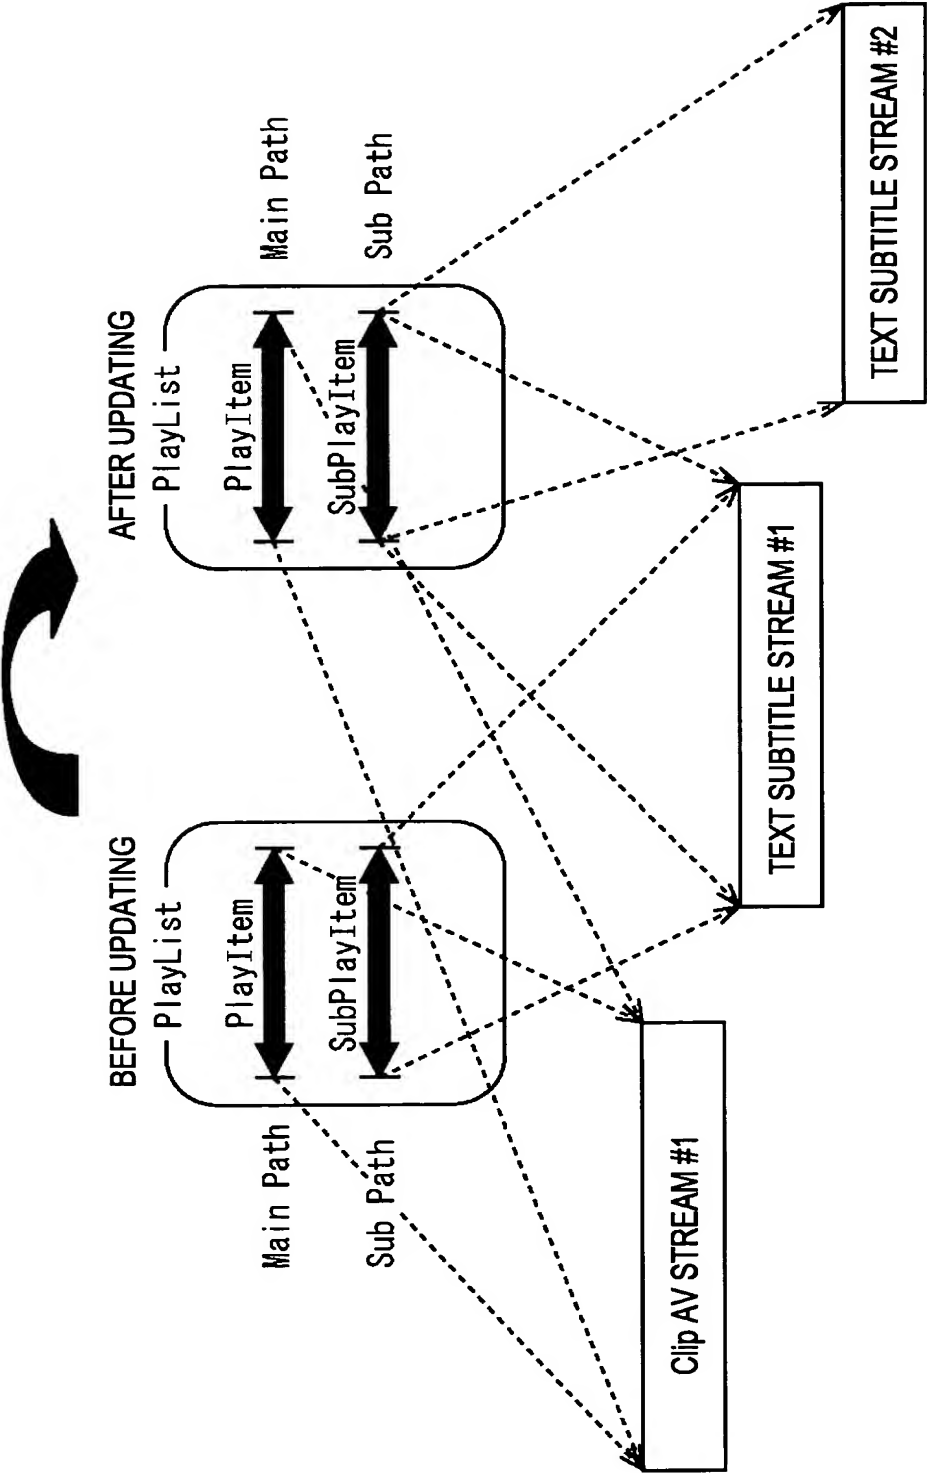 BEFORE UPDATING
PlayList
Main Path
PlayItem
Sub Path
SubPlayItem
AFTER UPDATING
PlayList
PlayItem
Main Path
SubPlayItem
Sub Path
Clip AV STREAM #1
TEXT SUBTITLE STREAM #1
TEXT SUBTITLE STREAM #2